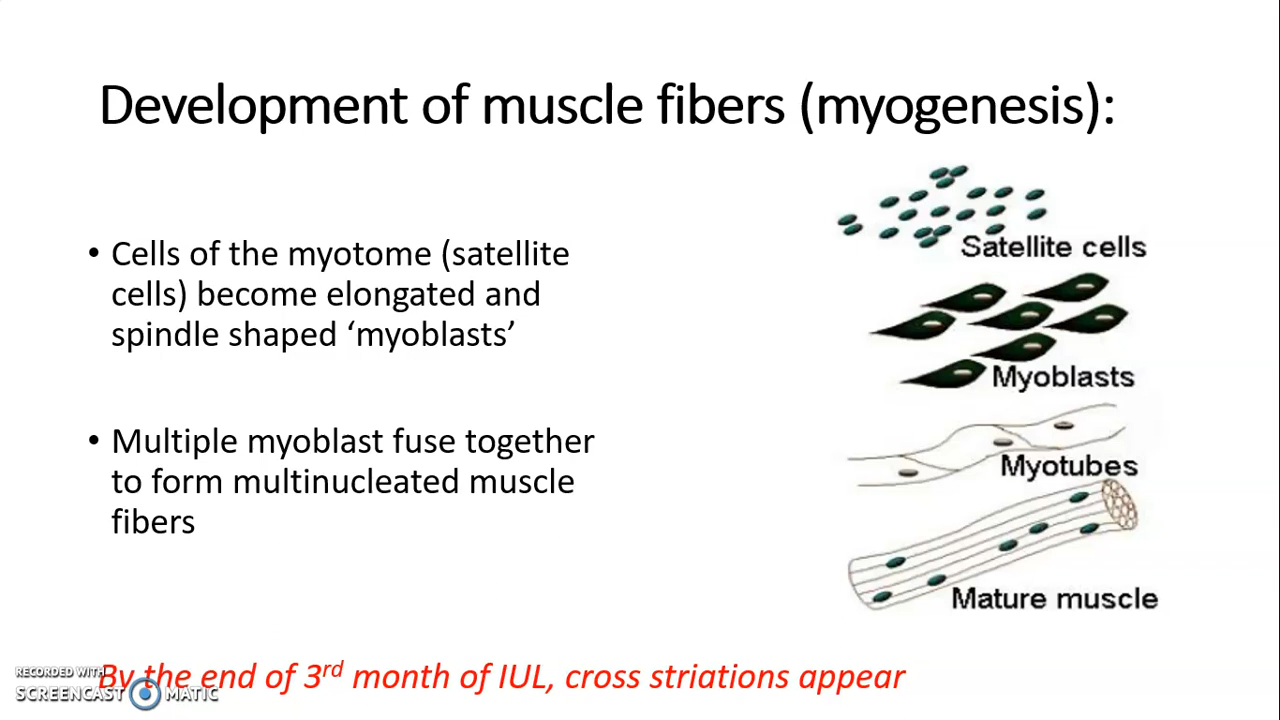 Development of muscle fibers (myogenesis):
• Cells of the myotome (satellite
cells) become elongated and
spindle shaped ‘myoblasts’
• Multiple myoblast fuse together
to form multinucleated muscle
fibers
Satellite cells
Myoblasts
Myotubes
Mature muscle
By the end of 3rd month of IUL, cross striations appear
RECORDED WITH
SCREENCAST MATIC